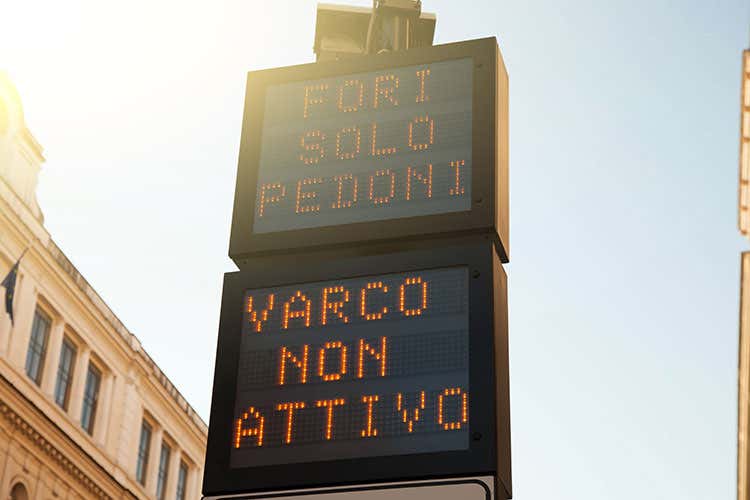 FORI
SOLO
PEDONI
VARCO
NON
ATTIVO